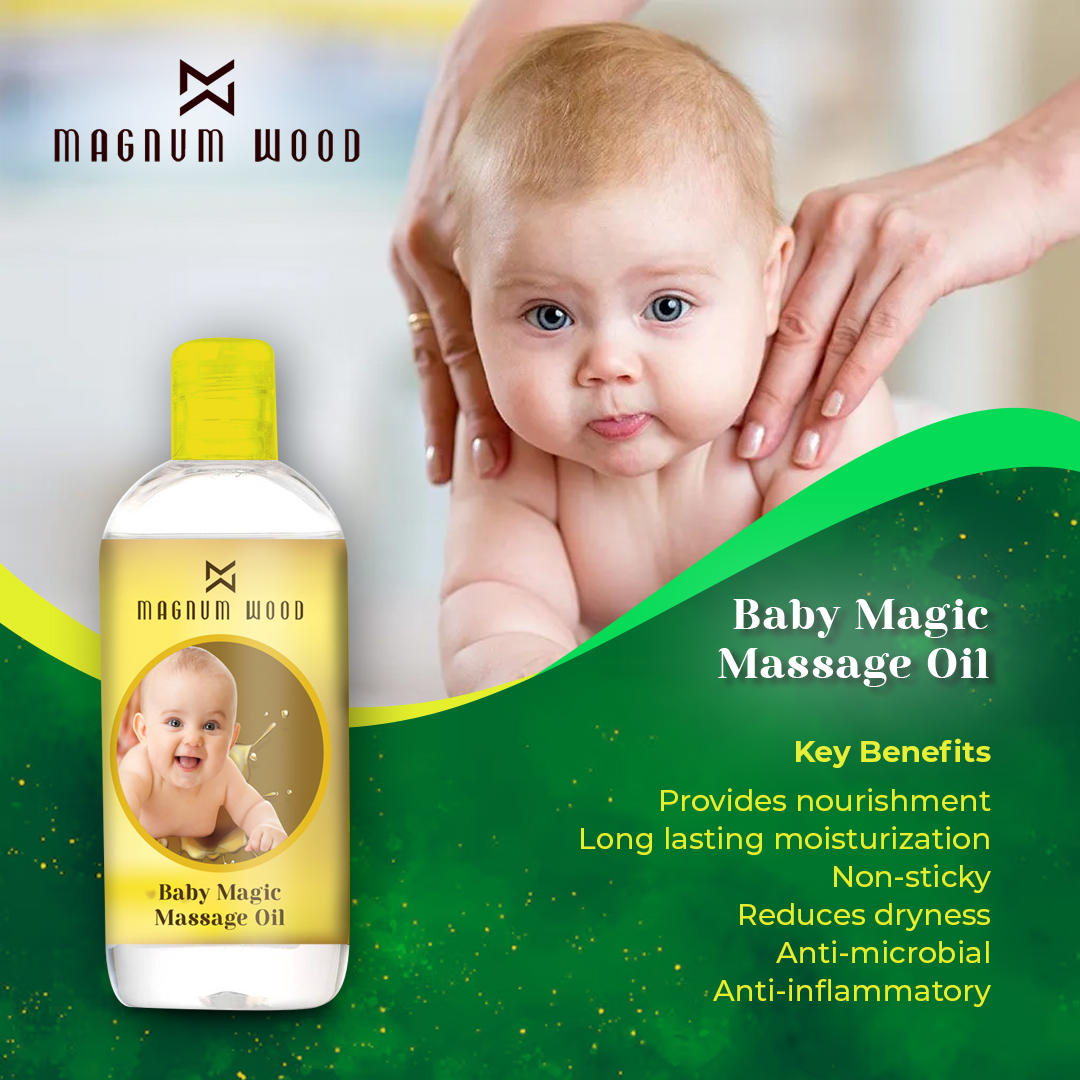 MAGNUM WOOD
MAGNUM WOOD
Baby Magic
Massage Oil
Baby Magic
Massage Oil
Key Benefits
Provides nourishment
Long lasting moisturization
Non-sticky
Reduces dryness
Anti-microbial
Anti-inflammatory